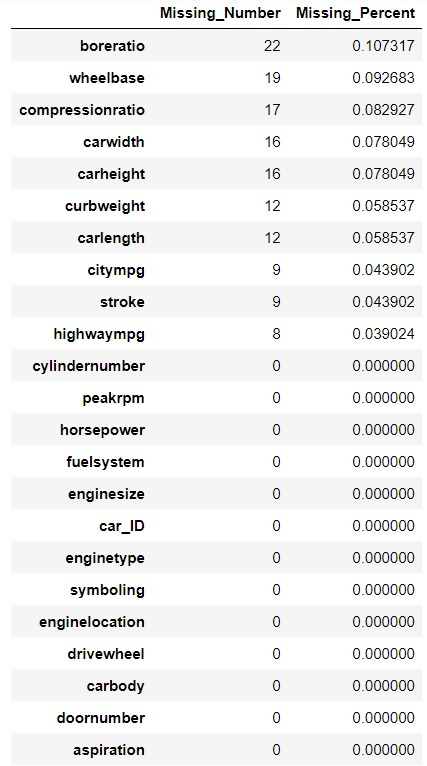 Missing_Number Missing_Percent
boreratio 22 0.107317
wheelbase 19 0.092683
compressionratio 17 0.082927
carwidth 16 0.078049
carheight 16 0.078049
curbweight 12 0.058537
carlength 12 0.058537
citympg 9 0.043902
stroke 9 0.043902
highwaympg 8 0.039024
cylindernumber 0 0.000000
peakrpm 0 0.000000
horsepower 0 0.000000
fuelsystem 0 0.000000
enginesize 0 0.000000
car_ID 0 0.000000
enginetype 0 0.000000
symboling 0 0.000000
enginelocation 0 0.000000
drivewheel 0 0.000000
carbody 0 0.000000
doornumber 0 0.000000
aspiration 0 0.000000